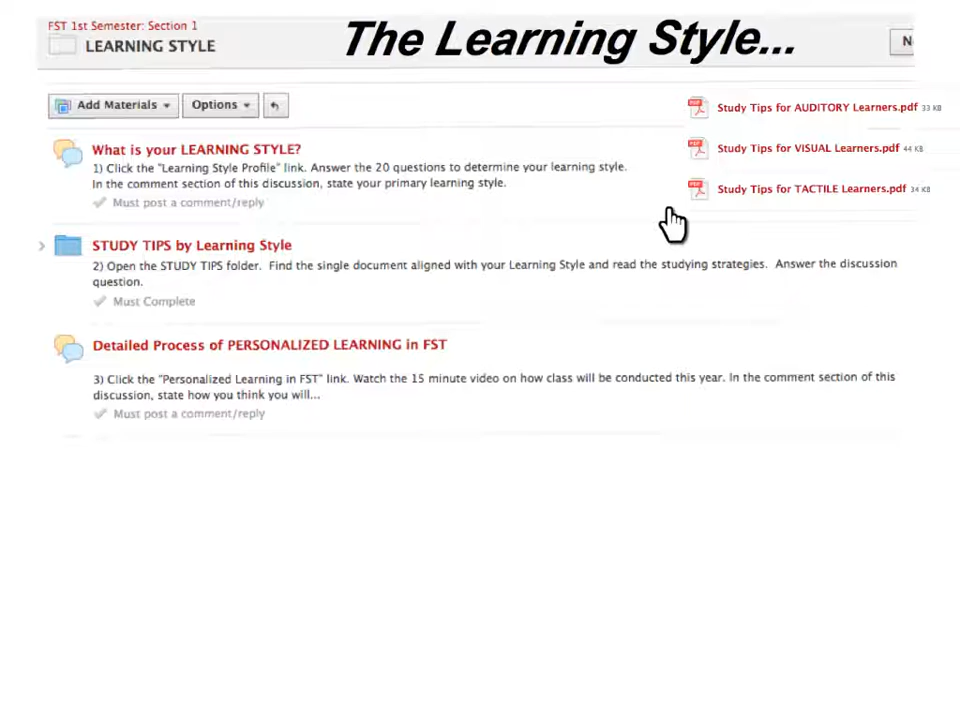 FST 1st Semester: Section 1
LEARNING STYLE
The Learning Style...
Add Materials
Options
Study Tips for AUDITORY Learners.pdf 33 KB
Study Tips for VISUAL Learners.pdf 44 KB
Study Tips for TACTILE Learners.pdf 34 KB
What is your LEARNING STYLE?
1) Click the "Learning Style Profile" link. Answer the 20 questions to determine your learning style.
In the comment section of this discussion, state your primary learning style.
Must post a comment/reply
STUDY TIPS by Learning Style
2) Open the STUDY TIPS folder. Find the single document aligned with your Learning Style and read the studying strategies. Answer the discussion
question.
Must Complete
Detailed Process of PERSONALIZED LEARNING in FST
3) Click the "Personalized Learning in FST" link. Watch the 15 minute video on how class will be conducted this year. In the comment section of this
discussion, state how you think you will...
Must post a comment/reply